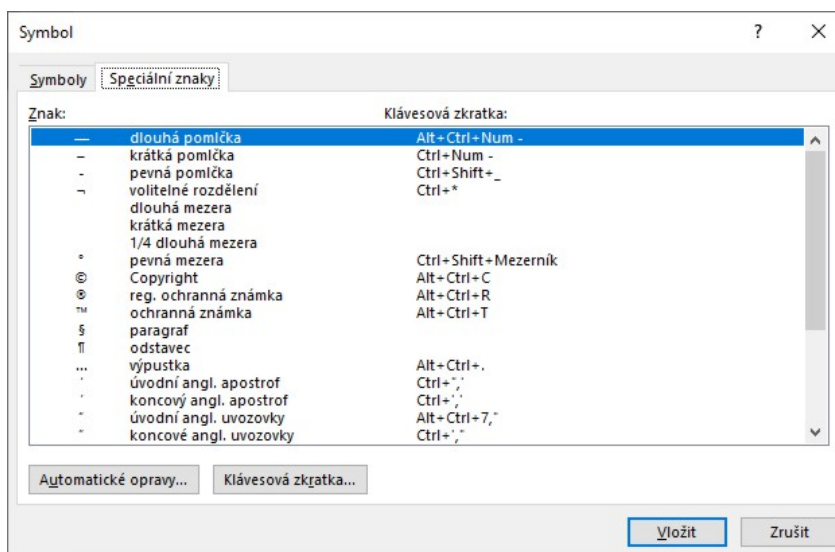 Symbol ? ×
Symboly Speciální znaky
Znak: Klávesová zkratka:
— dlouhá pomlčka Alt+Ctrl+Num -
– krátká pomlčka Ctrl+Num -
- pevná pomlčka Ctrl+Shift+_
¬ volitelné rozdělení Ctrl+*
dlouhá mezera
krátká mezera
1/4 dlouhá mezera
° pevná mezera Ctrl+Shift+Mezerník
© Copyright Alt+Ctrl+C
® reg. ochranná známka Alt+Ctrl+R
™ ochranná známka Alt+Ctrl+T
§ paragraf
¶ odstavec
… výpustka Alt+Ctrl+.
úvodní angl. apostrof
koncový angl. apostrof
úvodní angl. uvozovky
koncové angl. uvozovky
Automatické opravy... Klávesová zkratka...
Vložit Zrušit